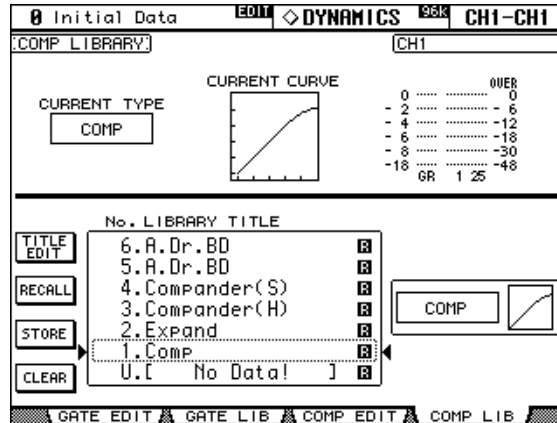 0 Initial Data EDIT ◇DYNAMICS 96K CH1-CH1
COMP LIBRARY
CH1
CURRENT TYPE
COMP
CURRENT CURVE
OVER
0 0
- 2 - 6
- 4 -12
- 6 -18
- 8 -30
-18 -48
GR 1 25
No. LIBRARY TITLE
TITLE EDIT
RECALL
STORE
CLEAR
6.A.Dr.BD R
5.A.Dr.BD R
4.Compander(S) R
3.Compander(H) R
2.Expand R
1.Comp R
U.[ No Data! ] R
COMP
GATE EDIT GATE LIB COMP EDIT COMP LIB